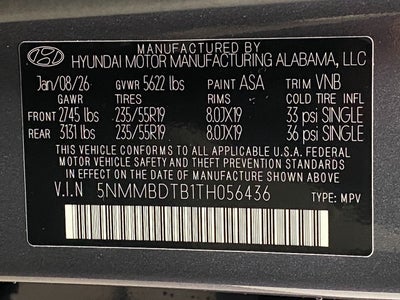 MANUFACTURED BY
HYUNDAI MOTOR MANUFACTURING ALABAMA, LLC
Jan/08/26 GVWR 5622 lbs PAINT ASA TRIM VNB
GAWR TIRES RIMS COLD TIRE INFLATION
FRONT 2745 lbs 235/55R19 8.0JX19 33 psi SINGLE
REAR 3131 lbs 235/55R19 8.0JX19 36 psi SINGLE
THIS VEHICLE CONFORMS TO ALL APPLICABLE U.S.A. FEDERAL
MOTOR VEHICLE SAFETY AND THEFT PREVENTION STANDARDS
IN EFFECT ON THE DATE OF MANUFACTURE SHOWN ABOVE.
V.I.N 5NMMBDTB1TH056436 TYPE: MPV